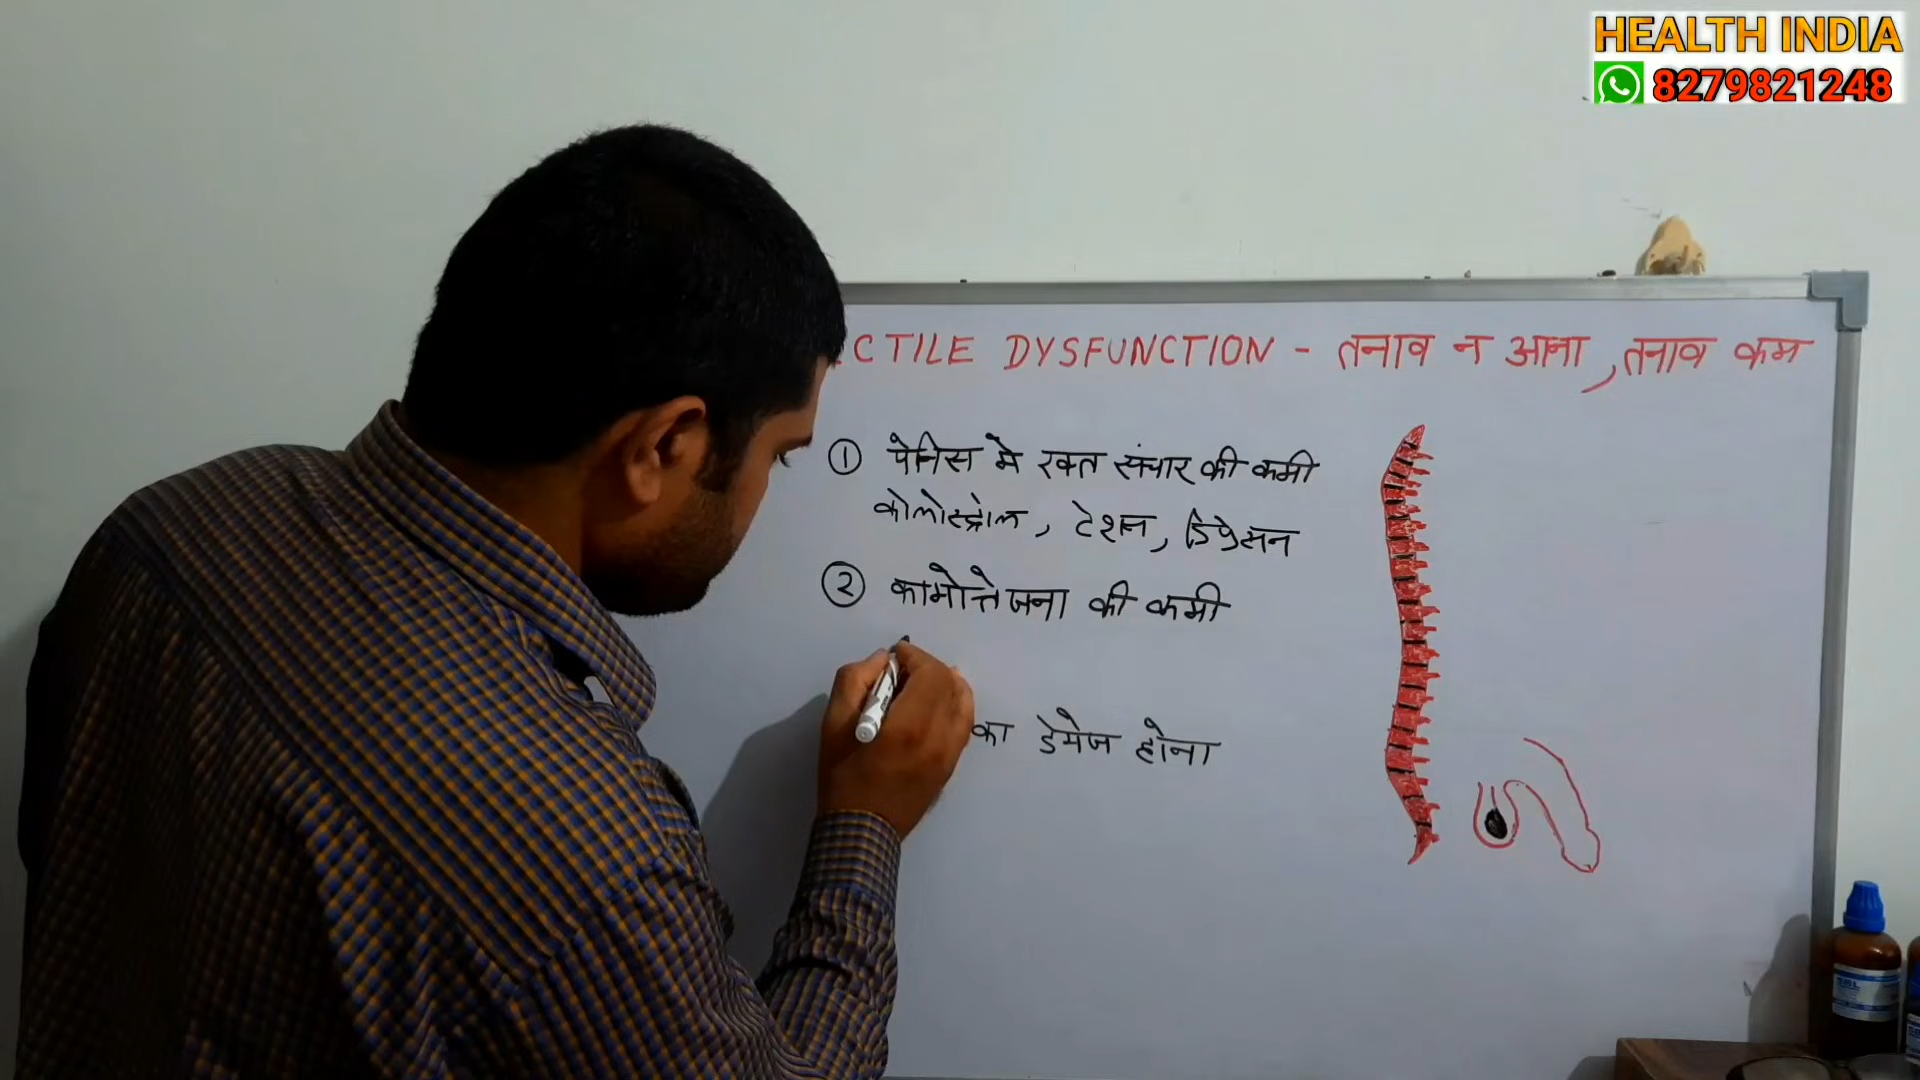 HEALTH INDIA
8279821248
CTILE DYSFUNCTION - तनाव न आना, तनाव कम
① पेनिस मे रक्त संचार की कमी
कोलोस्ट्रोल, टेशन, डिप्रेसन
② कामोत्तेजना की कमी
का डेमेज होना